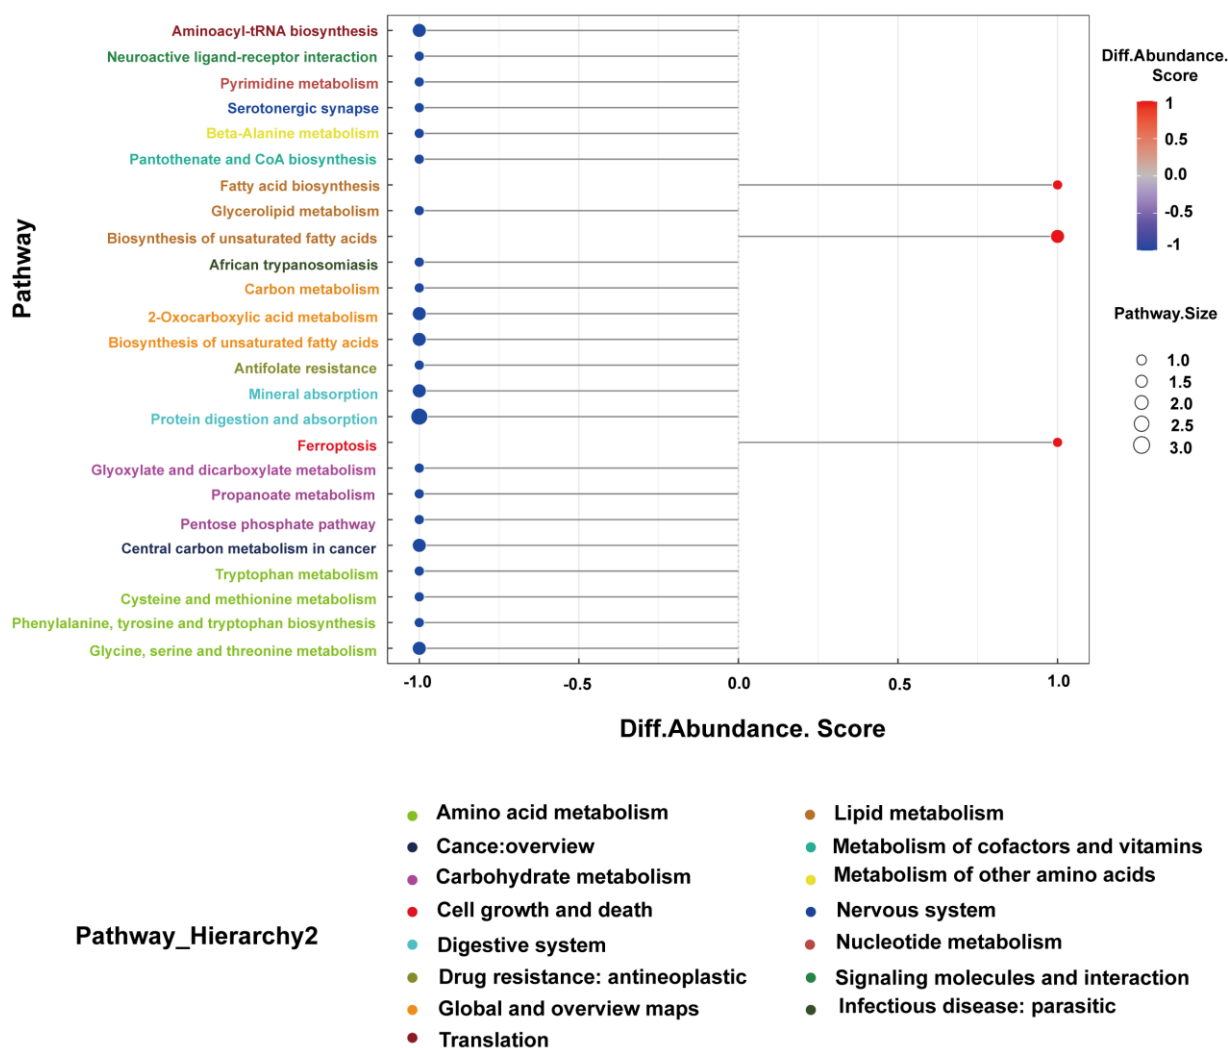 Aminoacyl-tRNA biosynthesis
Neuroactive ligand-receptor interaction
Pyrimidine metabolism
Serotonergic synapse
Beta-Alanine metabolism
Pantothenate and CoA biosynthesis
Fatty acid biosynthesis
Glycerolipid metabolism
Biosynthesis of unsaturated fatty acids
African trypanosomiasis
Carbon metabolism
2-Oxocarboxylic acid metabolism
Biosynthesis of unsaturated fatty acids
Antifolate resistance
Mineral absorption
Protein digestion and absorption
Ferroptosis
Glyoxylate and dicarboxylate metabolism
Propanoate metabolism
Pentose phosphate pathway
Central carbon metabolism in cancer
Tryptophan metabolism
Cysteine and methionine metabolism
Phenylalanine, tyrosine and tryptophan biosynthesis
Glycine, serine and threonine metabolism
Pathway
-1.0 -0.5 0.0 0.5 1.0
Diff.Abundance. Score
Diff.Abundance.
Score
1
0.5
0.0
-0.5
-1
Pathway.Size
1.0
1.5
2.0
2.5
3.0
Pathway_Hierarchy2
Amino acid metabolism
Cance:overview
Carbohydrate metabolism
Cell growth and death
Digestive system
Drug resistance: antineoplastic
Global and overview maps
Translation
Lipid metabolism
Metabolism of cofactors and vitamins
Metabolism of other amino acids
Nervous system
Nucleotide metabolism
Signaling molecules and interaction
Infectious disease: parasitic